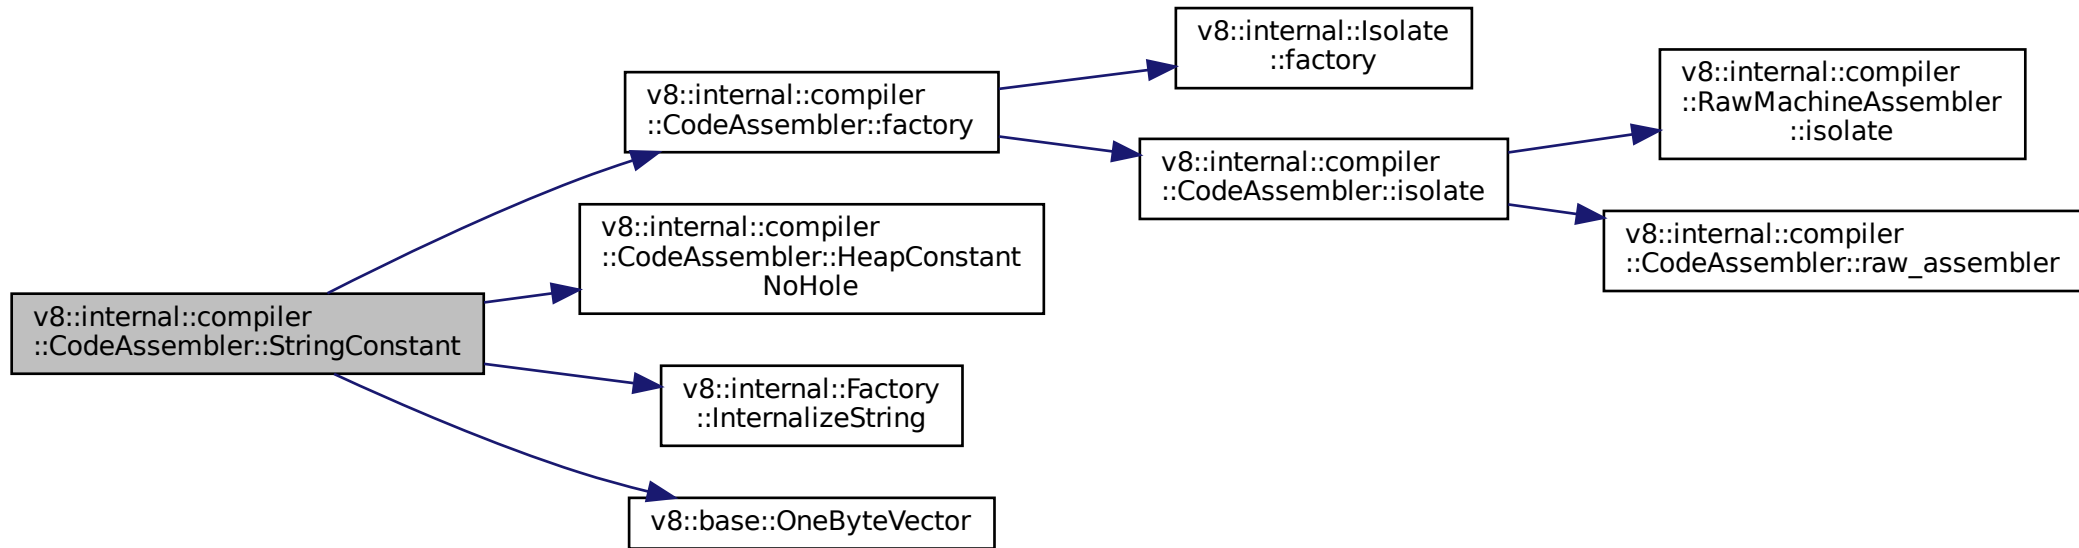 v8::internal::compiler
::CodeAssembler::StringConstant
v8::internal::compiler
::CodeAssembler::factory
v8::internal::Isolate
::factory
v8::internal::compiler
::CodeAssembler::isolate
v8::internal::compiler
::RawMachineAssembler
::isolate
v8::internal::compiler
::CodeAssembler::raw_assembler
v8::internal::compiler
::CodeAssembler::HeapConstant
NoHole
v8::internal::Factory
::InternalizeString
v8::base::OneByteVector